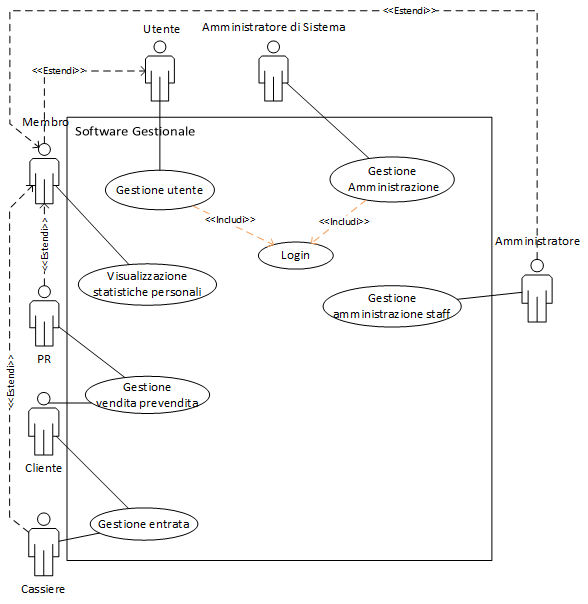 <<Estendi>>
Utente
Amministratore di Sistema
<<Estendi>>
Membro
Software Gestionale
Gestione utente
Gestione
Amministrazione
<<Includi>>
<<Includi>>
<<Estendi>>
Login
Amministratore
Visualizzazione
statistiche personali
Gestione
amministrazione staff
PR
<<Estendi>>
Gestione
vendita prevendita
Cliente
Gestione entrata
Cassiere